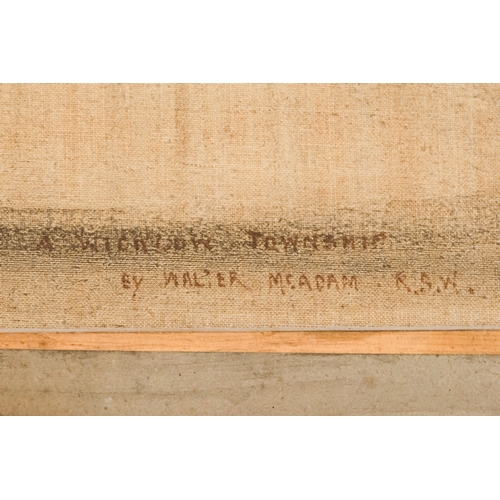 A WICKLOW TOWNSHIP
BY WALTER MCADAM R.S.W.